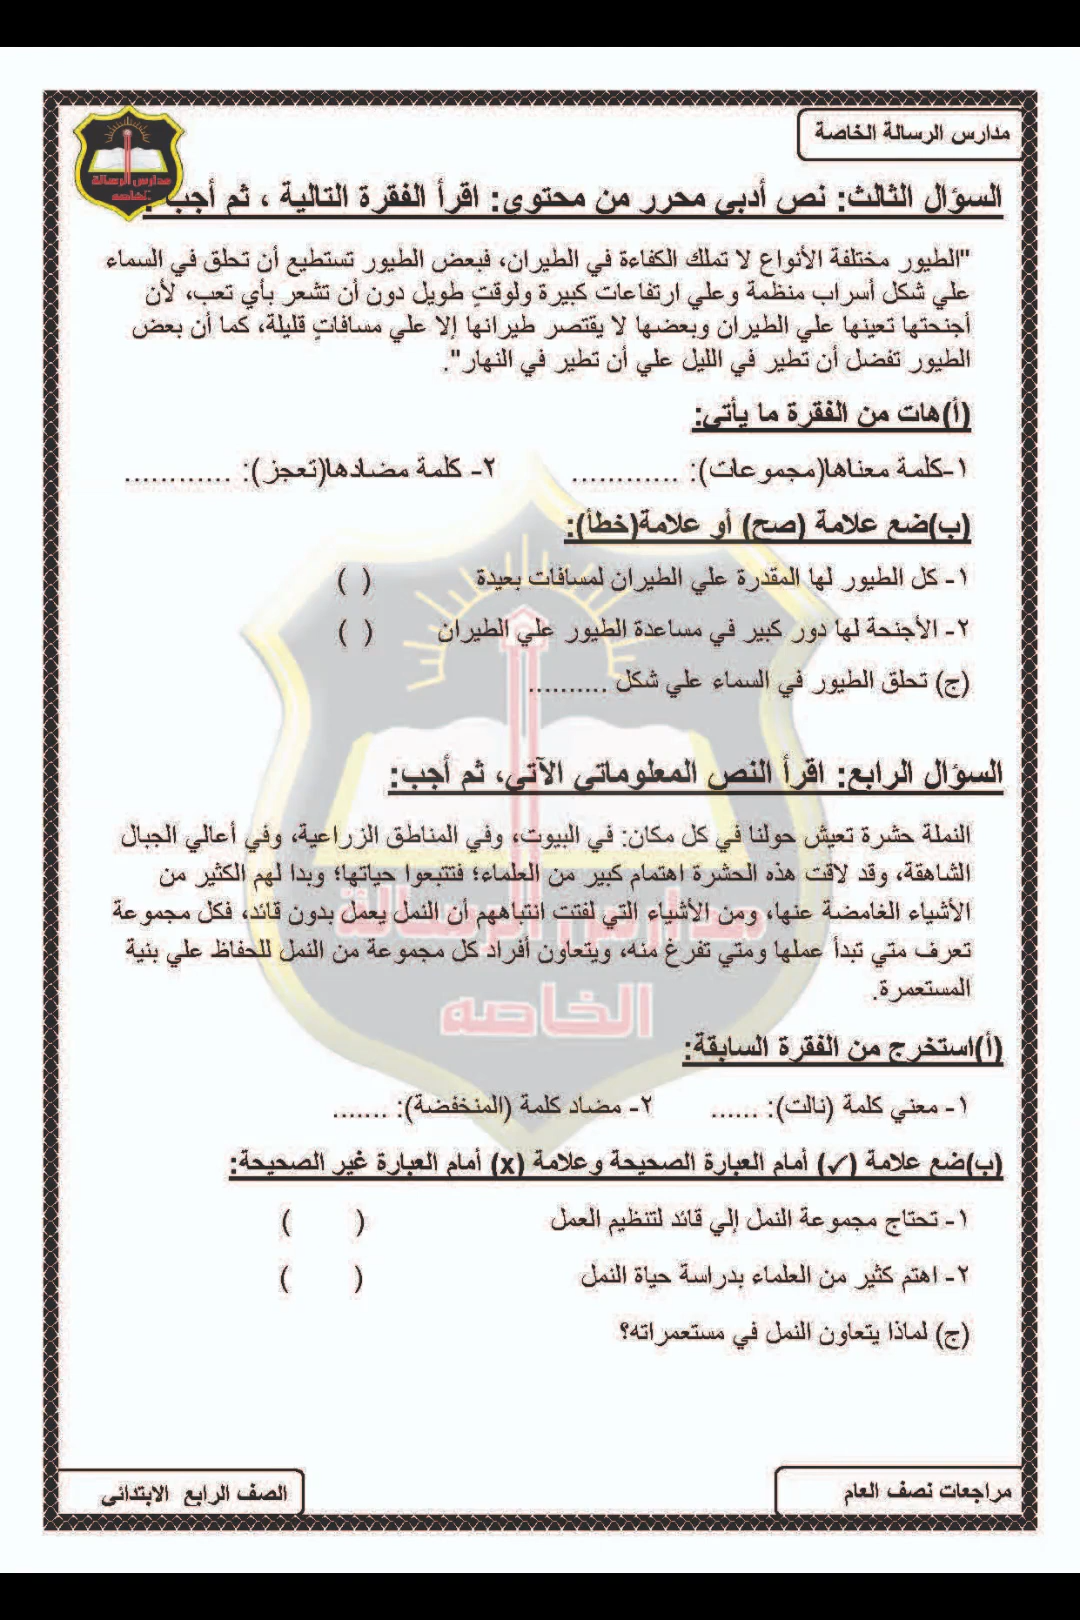 مدارس الرسالة الخاصة
مدارس الرسالة
الخاصة
السؤال الثالث: نص أدبي محرر من محتوي: اقرأ الفقرة التالية ، ثم أجب :
"الطيور مختلفة الأنواع لا تملك الكفاءة في الطيران، فبعض الطيور تستطيع أن تحلق في السماء
علي شكل أسراب منظمة وعلي ارتفاعات كبيرة ولوقتٍ طويل دون أن تشعر بأي تعب، لأن
أجنحتها تعينها علي الطيران وبعضها لا يقتصر طيرانها إلا علي مسافاتٍ قليلة، كما أن بعض
الطيور تفضل أن تطير في الليل علي أن تطير في النهار".
(أ)هات من الفقرة ما يأتي:
١-كلمة معناها(مجموعات): ............ ٢- كلمة مضادها(تعجز): ............
(ب)ضع علامة (صح) أو علامة(خطأ):
١- كل الطيور لها المقدرة علي الطيران لمسافات بعيدة ( )
٢- الأجنحة لها دور كبير في مساعدة الطيور علي الطيران ( )
(ج) تحلق الطيور في السماء علي شكل ..........
السؤال الرابع: اقرأ النص المعلوماتي الآتي، ثم أجب:
النملة حشرة تعيش حولنا في كل مكان: في البيوت، وفي المناطق الزراعية، وفي أعالي الجبال
الشاهقة، وقد لاقت هذه الحشرة اهتمام كبير من العلماء؛ فتتبعوا حياتها؛ وبدا لهم الكثير من
الأشياء الغامضة عنها، ومن الأشياء التي لفتت انتباههم أن النمل يعمل بدون قائد، فكل مجموعة
تعرف متي تبدأ عملها ومتي تفرغ منه، ويتعاون أفراد كل مجموعة من النمل للحفاظ علي بنية
المستعمرة.
مدارس الرسالة
الخاصه
(أ)استخرج من الفقرة السابقة:
١- معني كلمة (نالت): ...... ٢- مضاد كلمة (المنخفضة): .......
(ب)ضع علامة (✓) أمام العبارة الصحيحة وعلامة (x) أمام العبارة غير الصحيحة:
١- تحتاج مجموعة النمل إلي قائد لتنظيم العمل ( )
٢- اهتم كثير من العلماء بدراسة حياة النمل ( )
(ج) لماذا يتعاون النمل في مستعمراته؟
مراجعات نصف العام
الصف الرابع الابتدائى